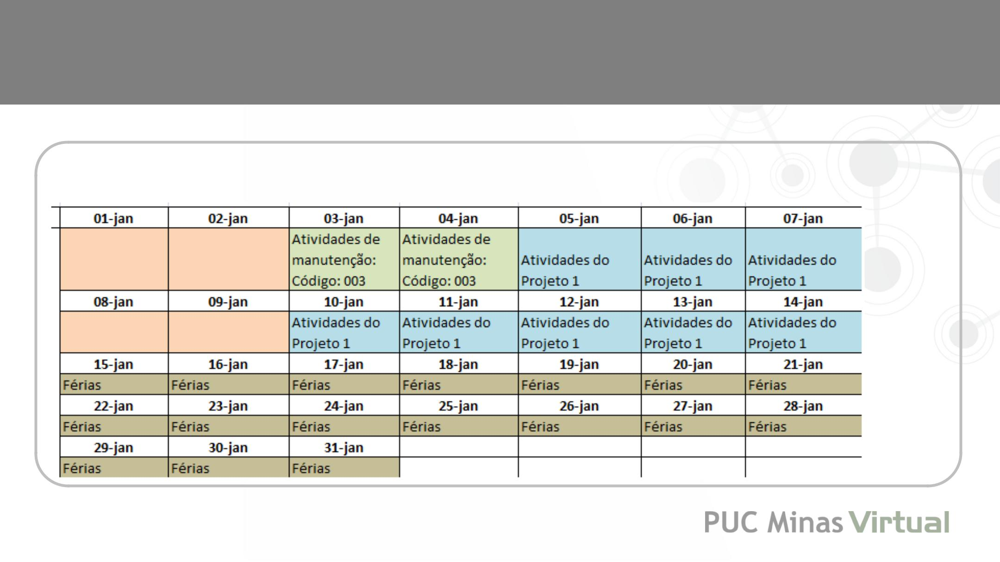 01-jan 02-jan 03-jan 04-jan 05-jan 06-jan 07-jan
Atividades de manutenção: Código: 003 Atividades de manutenção: Código: 003 Atividades do Projeto 1 Atividades do Projeto 1 Atividades do Projeto 1
08-jan 09-jan 10-jan 11-jan 12-jan 13-jan 14-jan
Atividades do Projeto 1 Atividades do Projeto 1 Atividades do Projeto 1 Atividades do Projeto 1 Atividades do Projeto 1
15-jan 16-jan 17-jan 18-jan 19-jan 20-jan 21-jan
Férias Férias Férias Férias Férias Férias Férias
22-jan 23-jan 24-jan 25-jan 26-jan 27-jan 28-jan
Férias Férias Férias Férias Férias Férias Férias
29-jan 30-jan 31-jan
Férias Férias Férias
PUC Minas Virtual